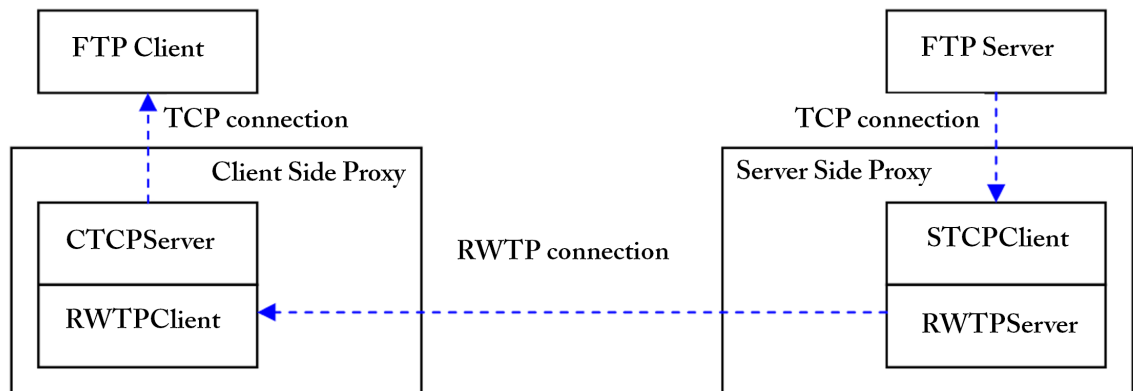 FTP Client
FTP Server
TCP connection
TCP connection
Client Side Proxy
Server Side Proxy
CTCPServer
RWTP connection
STCPClient
RWTPClient
RWTPServer